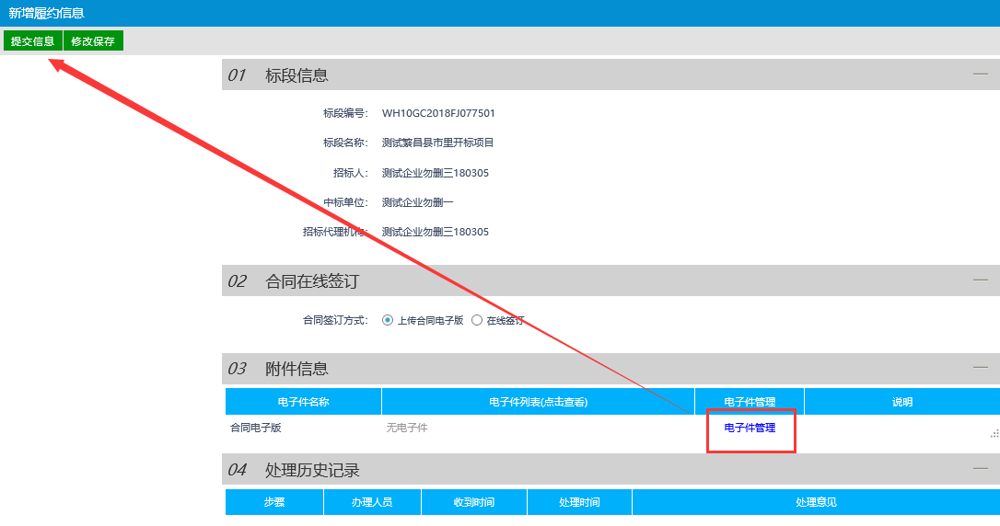 新增履约信息
提交信息 修改保存
01 标段信息
标段编号: WH10GC2018FJ077501
标段名称: 测试繁昌县市里开标项目
招标人: 测试企业勿删三180305
中标单位: 测试企业勿删一
招标代理机构: 测试企业勿删三180305
02 合同在线签订
合同签订方式: 上传合同电子版 在线签订
03 附件信息
电子件名称 电子件列表(点击查看) 电子件管理 说明
合同电子版 无电子件 电子件管理
04 处理历史记录
步骤 办理人员 收到时间 处理时间 处理意见